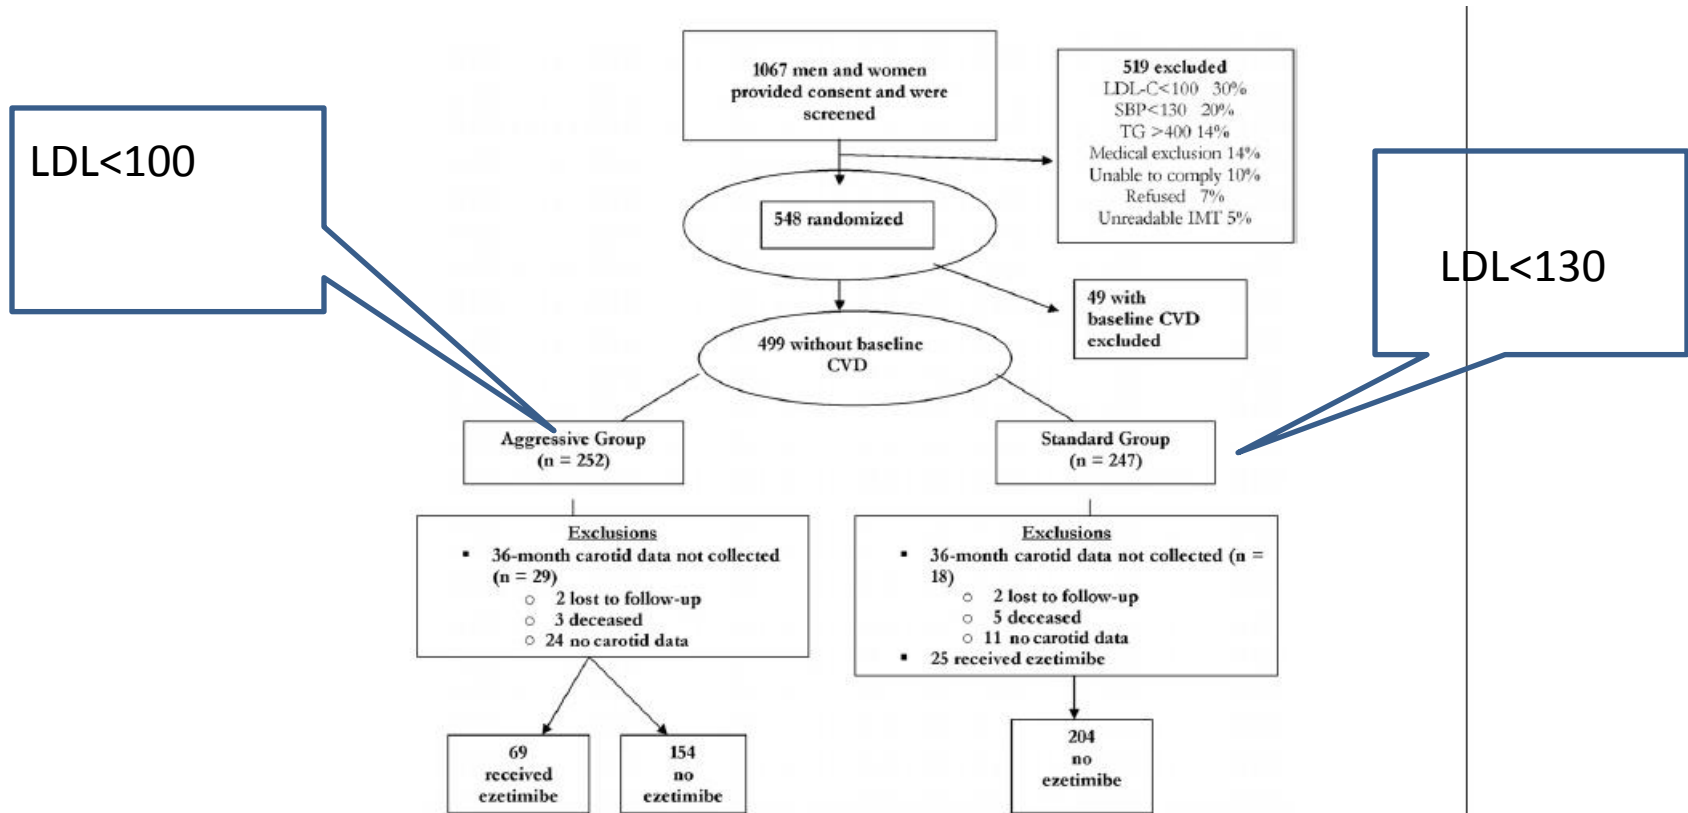 1067 men and women
provided consent and were
screened
519 excluded
LDL-C<100 30%
SBP<130 20%
TG >400 14%
Medical exclusion 14%
Unable to comply 10%
Refused 7%
Unreadable IMT 5%
LDL<100
548 randomized
LDL<130
49 with
baseline CVD
excluded
499 without baseline
CVD
Aggressive Group
(n = 252)
Standard Group
(n = 247)
Exclusions
▪ 36-month carotid data not collected
(n = 29)
○ 2 lost to follow-up
○ 3 deceased
○ 24 no carotid data
Exclusions
▪ 36-month carotid data not collected (n =
18)
○ 2 lost to follow-up
○ 5 deceased
○ 11 no carotid data
▪ 25 received ezetimibe
69
received
ezetimibe
154
no
ezetimibe
204
no
ezetimibe